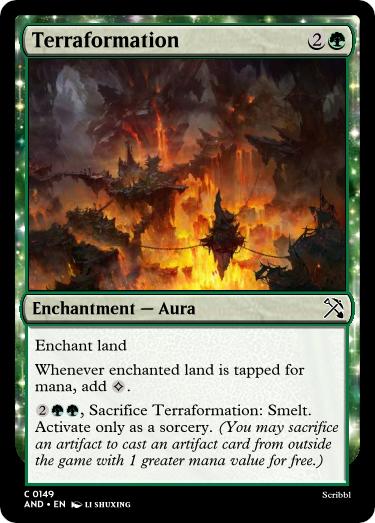 Terraformation 2
Enchantment — Aura
Enchant land
Whenever enchanted land is tapped for
mana, add .
2, Sacrifice Terraformation: Smelt.
Activate only as a sorcery. (You may sacrifice
an artifact to cast an artifact card from outside
the game with 1 greater mana value for free.)
C 0149
Scribbl
AND • EN LI SHUXING